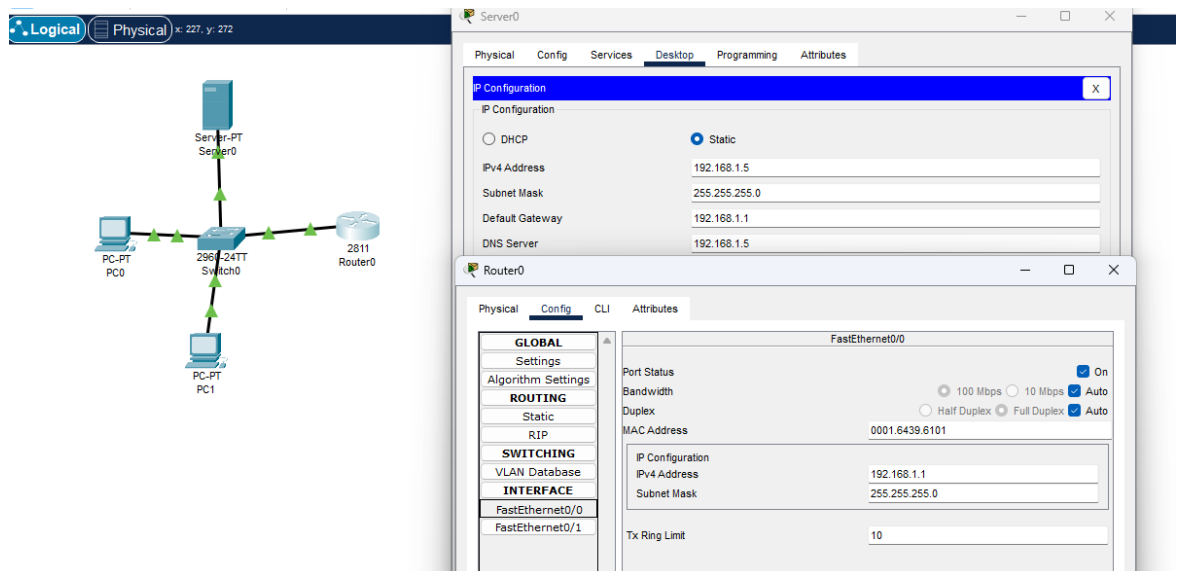 Logical Physical x: 227, y: 272
Server-PT
Server0
PC-PT
PC0
2960-24TT
Switch0
2811
Router0
PC-PT
PC1
Server0
Physical Config Services Desktop Programming Attributes
IP Configuration X
IP Configuration
DHCP Static
IPv4 Address 192.168.1.5
Subnet Mask 255.255.255.0
Default Gateway 192.168.1.1
DNS Server 192.168.1.5
Router0
Physical Config CLI Attributes
GLOBAL
Settings
Algorithm Settings
ROUTING
Static
RIP
SWITCHING
VLAN Database
INTERFACE
FastEthernet0/0
FastEthernet0/1
FastEthernet0/0
Port Status On
Bandwidth 100 Mbps 10 Mbps Auto
Duplex Half Duplex Full Duplex Auto
MAC Address 0001.6439.6101
IP Configuration
IPv4 Address 192.168.1.1
Subnet Mask 255.255.255.0
Tx Ring Limit 10